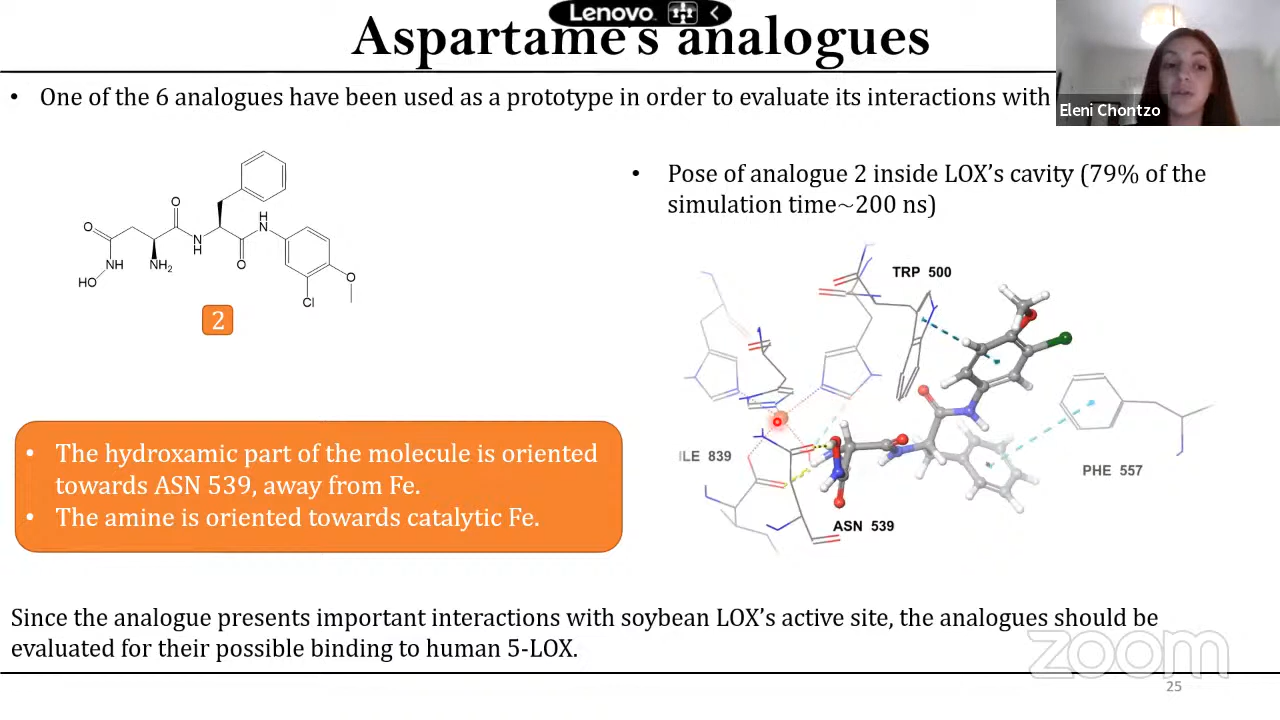 Lenovo
Aspartame's analogues
• One of the 6 analogues have been used as a prototype in order to evaluate its interactions with
Eleni Chontzo
• Pose of analogue 2 inside LOX's cavity (79% of the
simulation time~200 ns)
O
O
NH
HO
NH2
N
H
O
H
N
O
Cl
2
TRP 500
ILE 839
PHE 557
ASN 539
• The hydroxamic part of the molecule is oriented
towards ASN 539, away from Fe.
• The amine is oriented towards catalytic Fe.
Since the analogue presents important interactions with soybean LOX's active site, the analogues should be
evaluated for their possible binding to human 5-LOX.
zoom
25